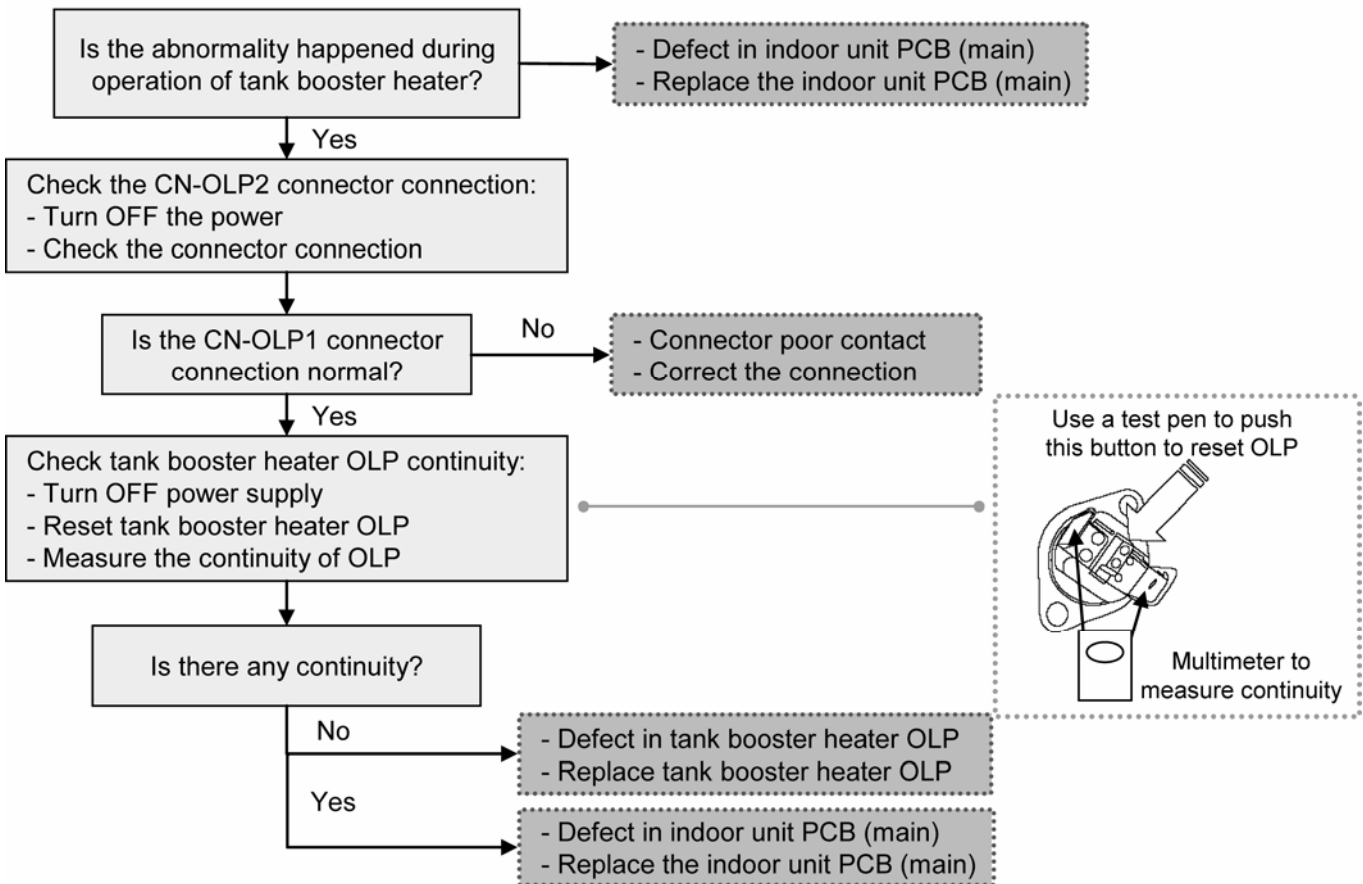 Is the abnormality happened during
operation of tank booster heater?
- Defect in indoor unit PCB (main)
- Replace the indoor unit PCB (main)
Yes
Check the CN-OLP2 connector connection:
- Turn OFF the power
- Check the connector connection
Is the CN-OLP1 connector
connection normal?
No
- Connector poor contact
- Correct the connection
Yes
Check tank booster heater OLP continuity:
- Turn OFF power supply
- Reset tank booster heater OLP
- Measure the continuity of OLP
Use a test pen to push
this button to reset OLP
Multimeter to
measure continuity
Is there any continuity?
No
- Defect in tank booster heater OLP
- Replace tank booster heater OLP
Yes
- Defect in indoor unit PCB (main)
- Replace the indoor unit PCB (main)